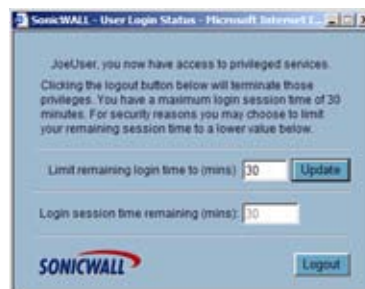 SonicWALL - User Login Status - Microsoft Internet E...
JoeUser, you now have access to privileged services.
Clicking the logout button below will terminate those
privileges. You have a maximum login session time of 30
minutes. For security reasons you may choose to limit
your remaining session time to a lower value below.
Limit remaining login time to (mins) 30 Update
Login session time remaining (mins): 30
SONICWALL Logout